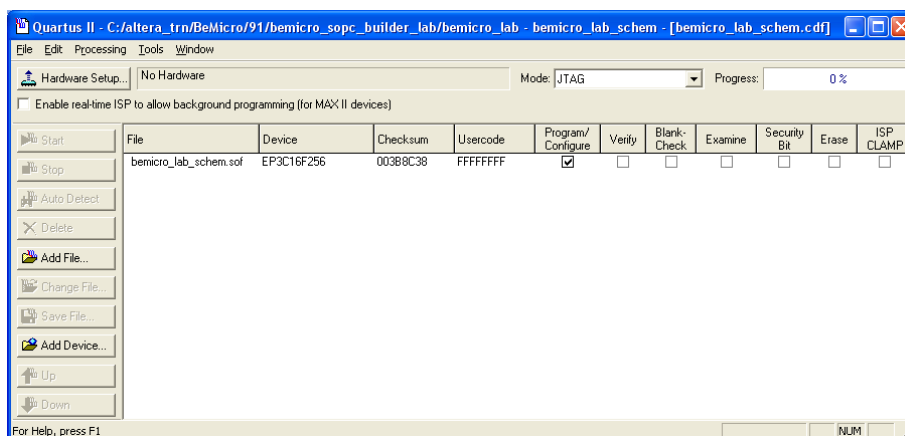 Quartus II - C:/altera_trn/BeMicro/91/bemicro_sopc_builder_lab/bemicro_lab - bemicro_lab_schem - [bemicro_lab_schem.cdf]
File Edit Processing Tools Window
Hardware Setup... No Hardware Mode: JTAG Progress: 0 %
Enable real-time ISP to allow background programming (for MAX II devices)
Start
Stop
Auto Detect
Delete
Add File...
Change File...
Save File...
Add Device...
Up
Down
File Device Checksum Usercode Program/ Configure Verify Blank- Check Examine Security Bit Erase ISP CLAMP
bemicro_lab_schem.sof EP3C16F256 003B8C38 FFFFFFFF
For Help, press F1 NUM